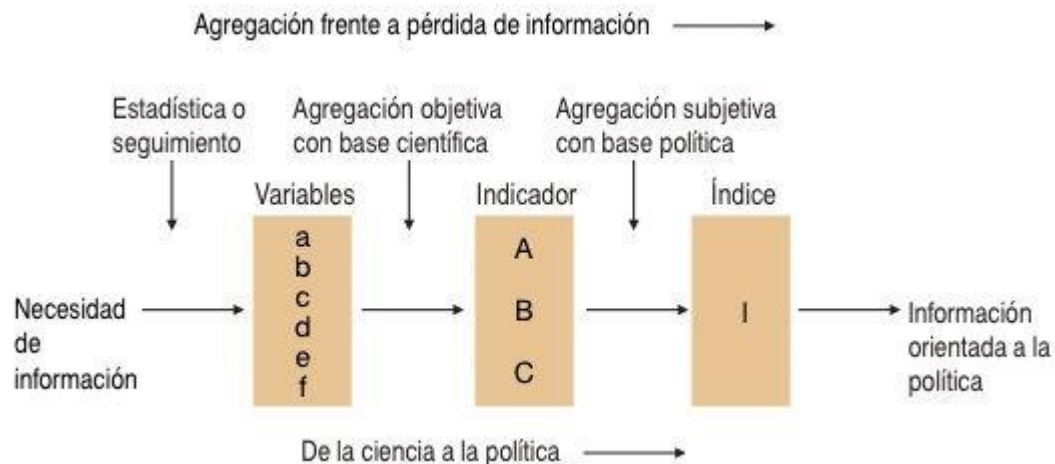 Agregación frente a pérdida de información
Estadística o
seguimiento
Agregación objetiva
con base científica
Agregación subjetiva
con base política
Variables
Indicador
Índice
a
b
c
d
e
f
A
B
C
I
Necesidad
de
información
Información
orientada a la
política
De la ciencia a la política